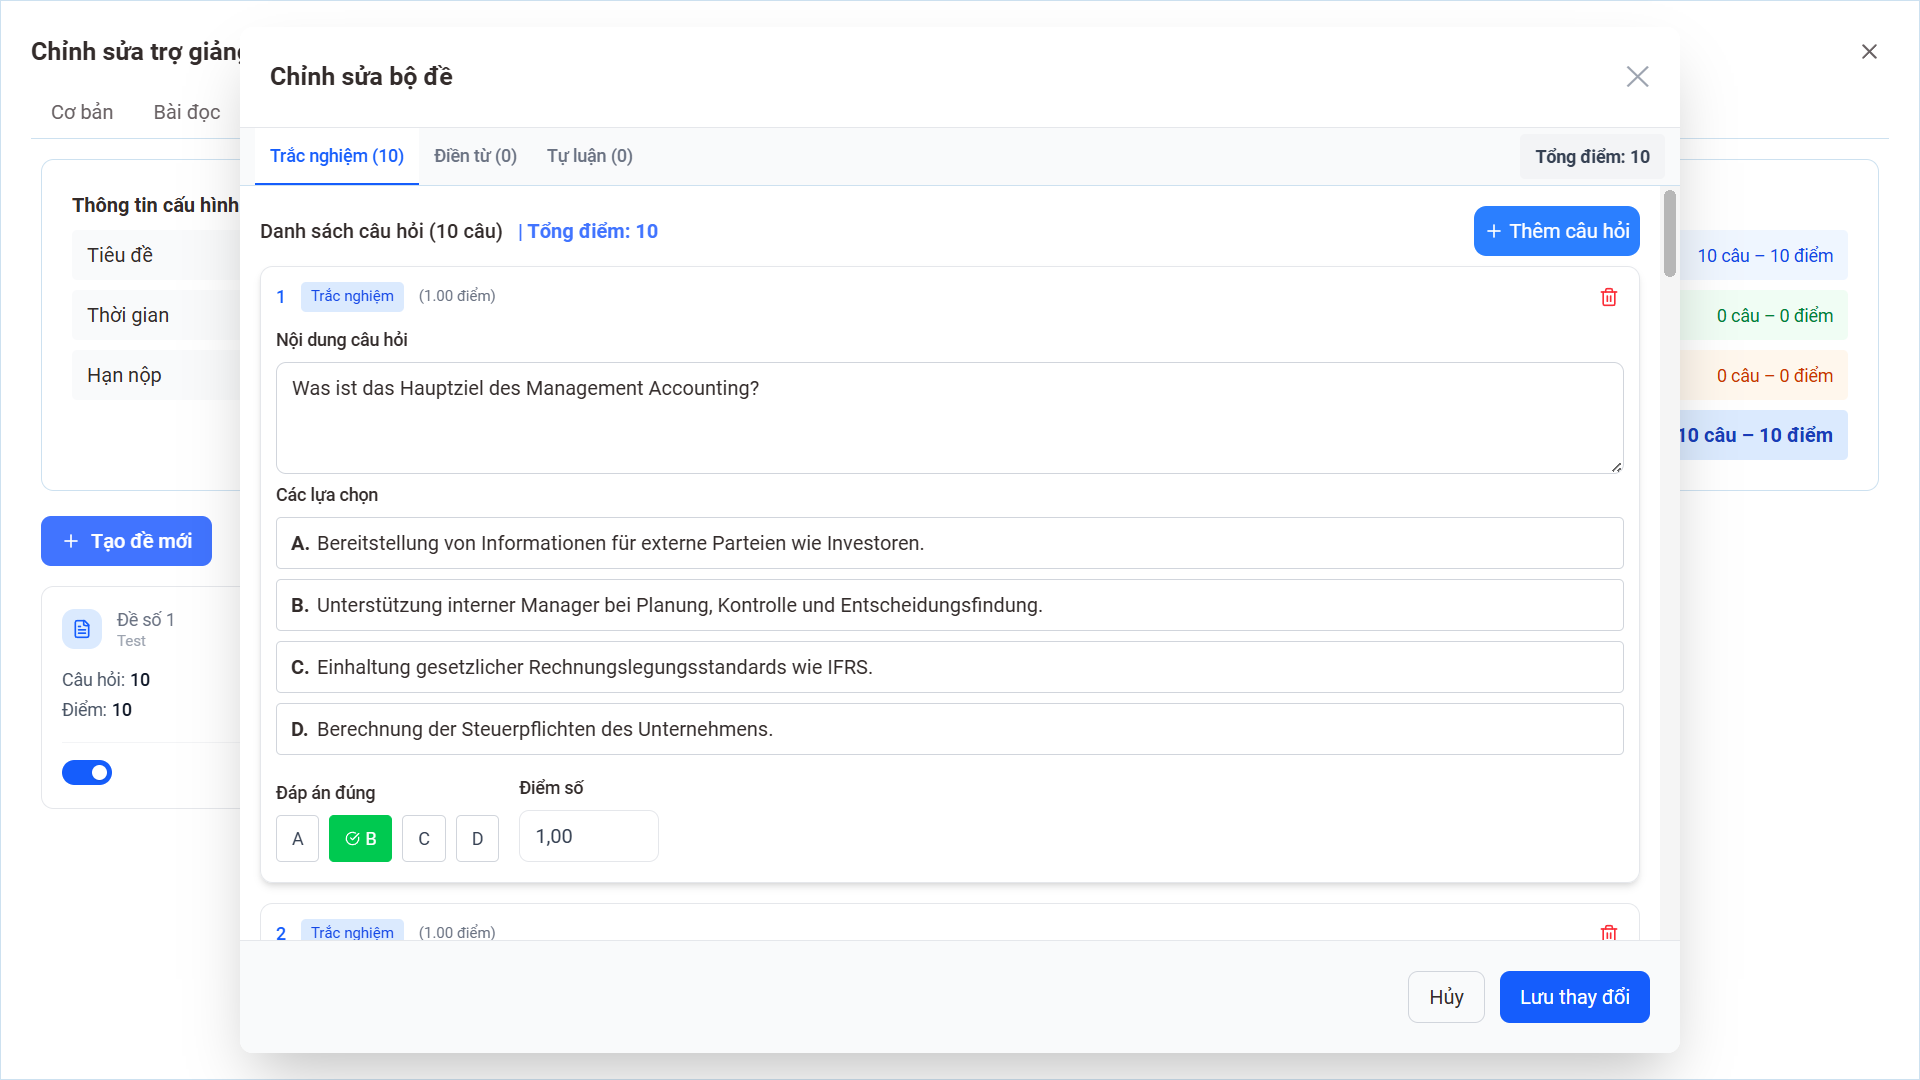 Chỉnh sửa trợ giảng
Cơ bản Bài đọc
Thông tin cấu hình
Tiêu đề
Thời gian
Hạn nộp
+ Tạo đề mới
Đề số 1
Test
Câu hỏi: 10
Điểm: 10
Chỉnh sửa bộ đề
Trắc nghiệm (10) Điền từ (0) Tự luận (0) Tổng điểm: 10
Danh sách câu hỏi (10 câu) | Tổng điểm: 10 + Thêm câu hỏi
1 Trắc nghiệm (1.00 điểm)
Nội dung câu hỏi
Was ist das Hauptziel des Management Accounting?
Các lựa chọn
A. Bereitstellung von Informationen für externe Parteien wie Investoren.
B. Unterstützung interner Manager bei Planung, Kontrolle und Entscheidungsfindung.
C. Einhaltung gesetzlicher Rechnungslegungsstandards wie IFRS.
D. Berechnung der Steuerpflichten des Unternehmens.
Đáp án đúng Điểm số
A B C D 1,00
2 Trắc nghiệm (1.00 điểm)
Hủy Lưu thay đổi
10 câu – 10 điểm
0 câu – 0 điểm
0 câu – 0 điểm
10 câu – 10 điểm